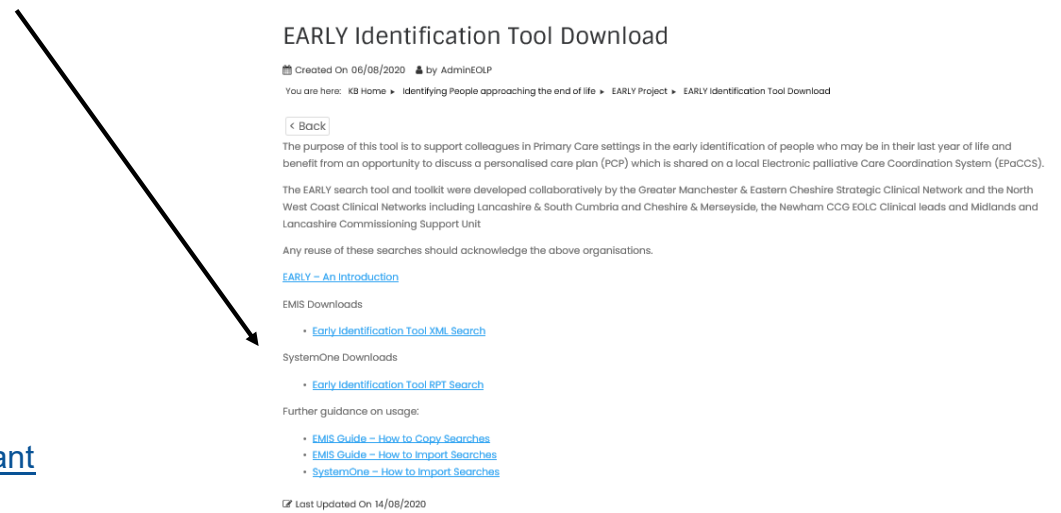 EARLY Identification Tool Download
Created On 06/08/2020 by AdminEOLP
You are here: KB Home ▸ Identifying People approaching the end of life ▸ EARLY Project ▸ EARLY Identification Tool Download
< Back
The purpose of this tool is to support colleagues in Primary Care settings in the early identification of people who may be in their last year of life and
benefit from an opportunity to discuss a personalised care plan (PCP) which is shared on a local Electronic palliative Care Coordination System (EPaCCS).
The EARLY search tool and toolkit were developed collaboratively by the Greater Manchester & Eastern Cheshire Strategic Clinical Network and the North
West Coast Clinical Networks including Lancashire & South Cumbria and Cheshire & Merseyside, the Newham CCG EOLC Clinical leads and Midlands and
Lancashire Commissioning Support Unit
Any reuse of these searches should acknowledge the above organisations.
EARLY – An Introduction
EMIS Downloads
• Early Identification Tool XML Search
SystemOne Downloads
• Early Identification Tool RPT Search
Further guidance on usage:
• EMIS Guide – How to Copy Searches
ant
• EMIS Guide – How to Import Searches
• SystemOne – How to Import Searches
Last Updated On 14/08/2020